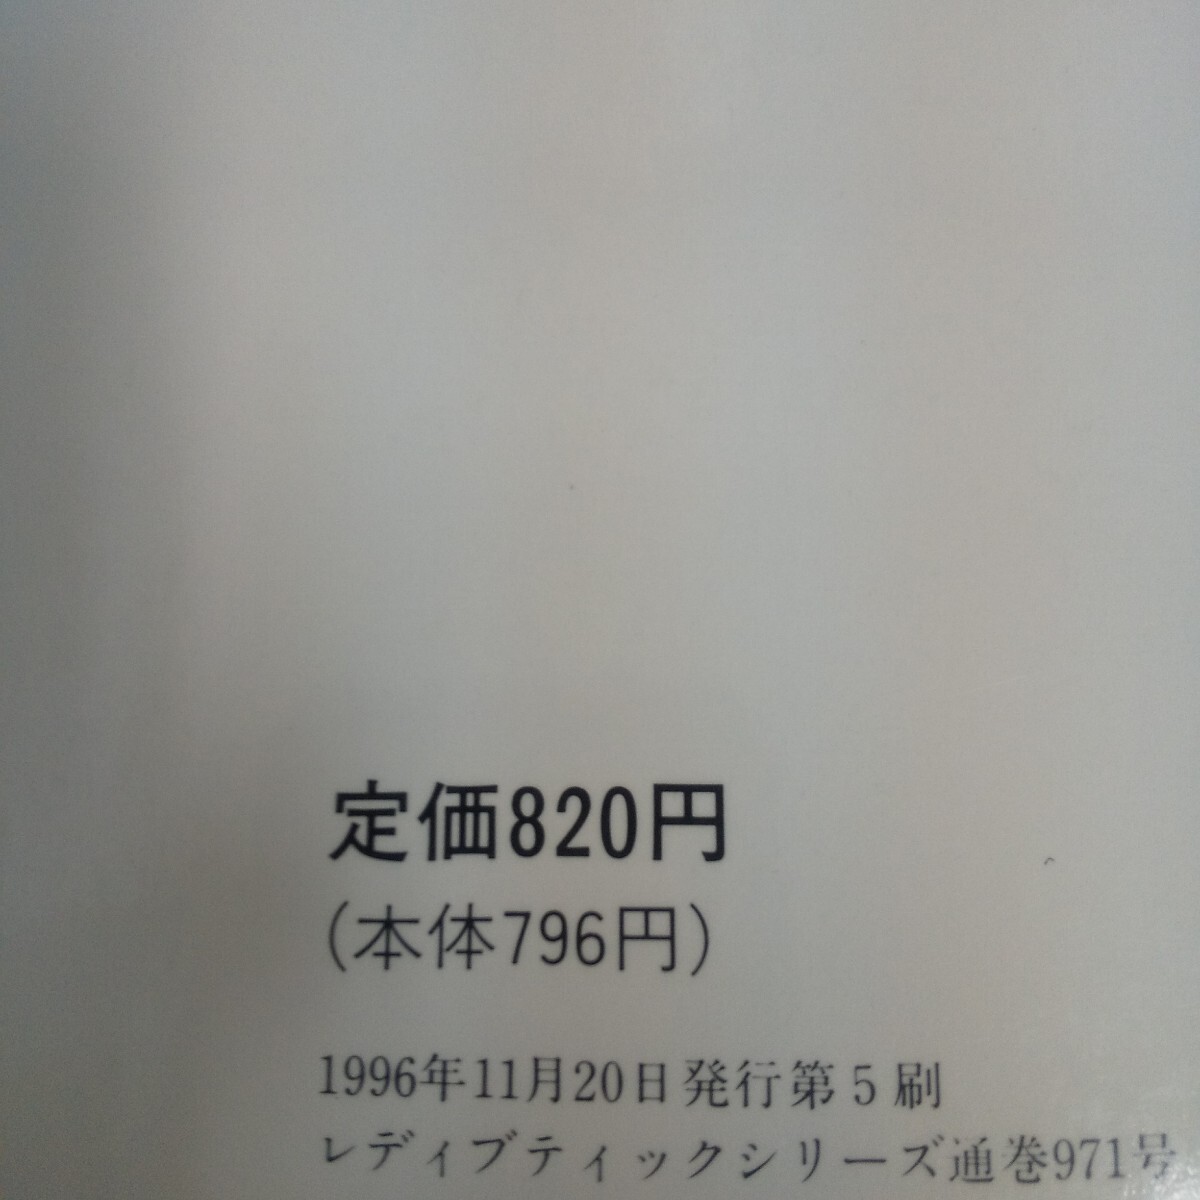 定価820円
(本体796円)
1996年11月20日発行第5刷
レディブティックシリーズ通巻971号